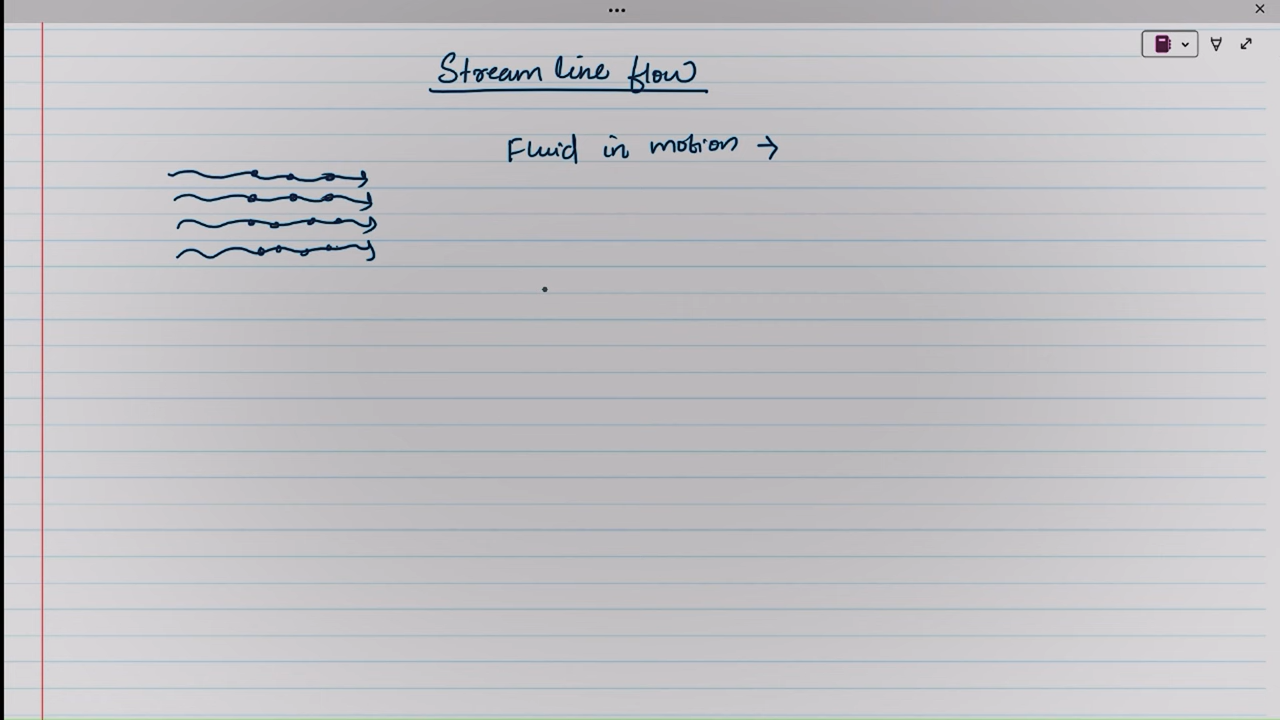 Stream line flow
Fluid in motion →